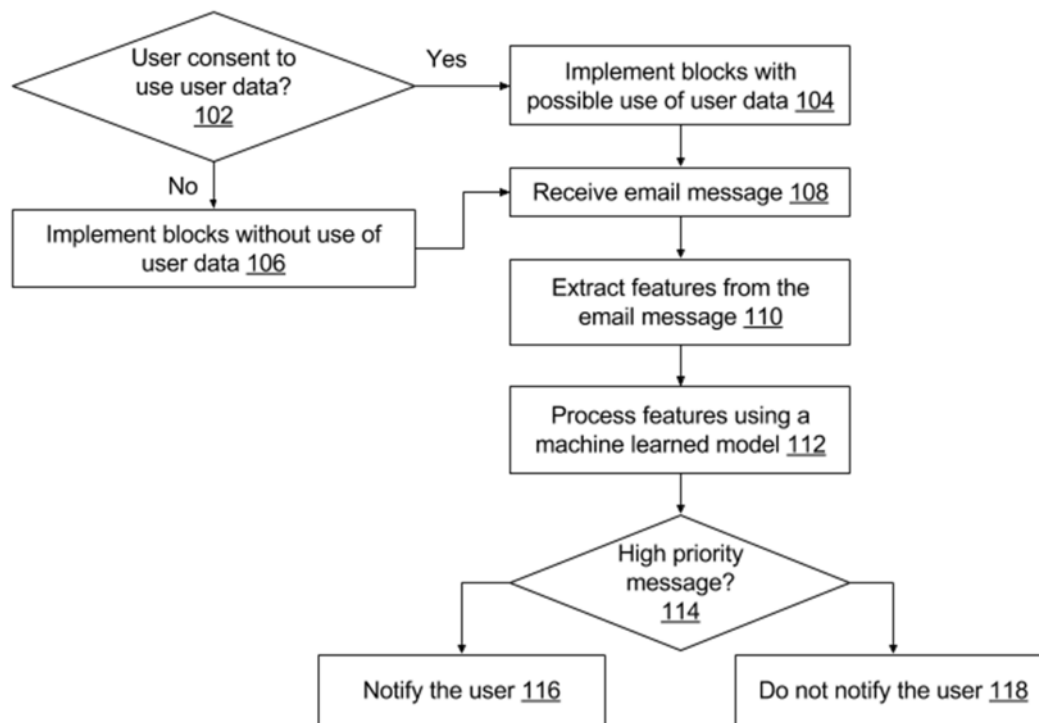 User consent to
use user data?
102
Yes
Implement blocks with
possible use of user data 104
No
Receive email message 108
Implement blocks without use of
user data 106
Extract features from the
email message 110
Process features using a
machine learned model 112
High priority
message?
114
Notify the user 116
Do not notify the user 118